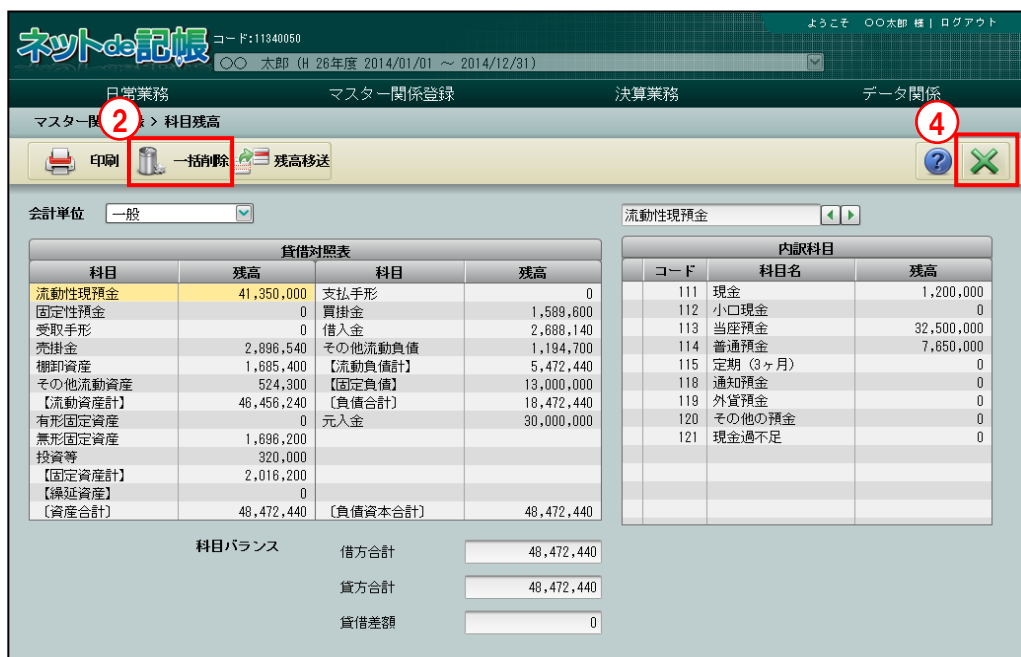 ようこそ 〇〇太郎 様 | ログアウト
ネットde記帳 コード:11340050
〇〇 太郎 (H 26年度 2014/01/01 ～ 2014/12/31)
日常業務 マスター関係登録 決算業務 データ関係
マスター関 > 科目残高
② ④
印刷 一括削除 残高移送 ?
会計単位 一般 流動性現預金
貸借対照表
科目 残高 科目 残高
流動性現預金 41,350,000 支払手形 0
固定性預金 0 買掛金 1,589,600
受取手形 0 借入金 2,688,140
売掛金 2,896,540 その他流動負債 1,194,700
棚卸資産 1,685,400 【流動負債計】 5,472,440
その他流動資産 524,300 【固定負債】 13,000,000
【流動資産計】 46,456,240 〔負債合計〕 18,472,440
有形固定資産 0 元入金 30,000,000
無形固定資産 1,696,200
投資等 320,000
【固定資産計】 2,016,200
【繰延資産】 0
〔資産合計〕 48,472,440 〔負債資本合計〕 48,472,440
内訳科目
コード 科目名 残高
111 現金 1,200,000
112 小口現金 0
113 当座預金 32,500,000
114 普通預金 7,650,000
115 定期（3ヶ月） 0
118 通知預金 0
119 外貨預金 0
120 その他の預金 0
121 現金過不足 0
科目バランス 借方合計 48,472,440
貸方合計 48,472,440
貸借差額 0